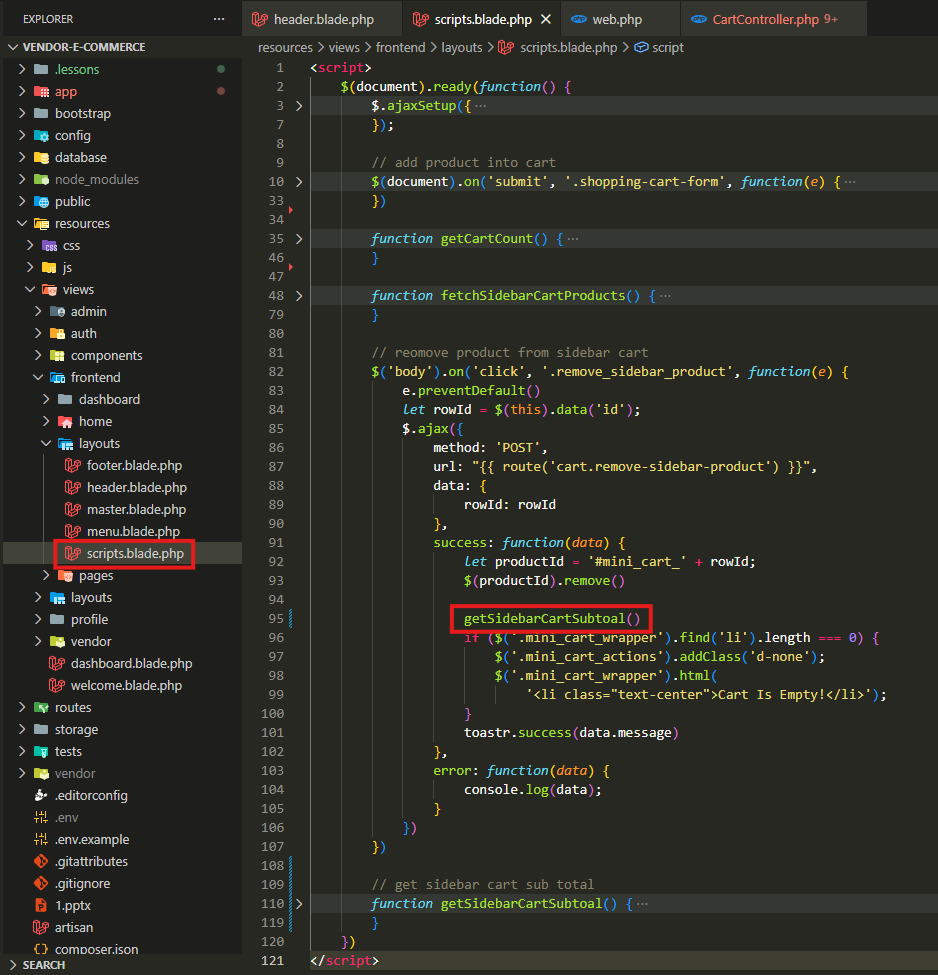 EXPLORER
···
header.blade.php
scripts.blade.php
web.php
CartController.php 9+
VENDOR-E-COMMERCE
.lessons
app
bootstrap
config
database
node_modules
public
resources
css
js
views
admin
auth
components
frontend
dashboard
home
layouts
footer.blade.php
header.blade.php
master.blade.php
menu.blade.php
scripts.blade.php
pages
layouts
profile
vendor
dashboard.blade.php
welcome.blade.php
routes
storage
tests
vendor
.editorconfig
.env
.env.example
.gitattributes
.gitignore
1.pptx
artisan
composer.json
SEARCH
resources > views > frontend > layouts > scripts.blade.php > script
1 <script>
2 $(document).ready(function() {
3 $.ajaxSetup({ ···
7 });
8
9 // add product into cart
10 $(document).on('submit', '.shopping-cart-form', function(e) { ···
33 })
34
35 function getCartCount() { ···
46 }
47
48 function fetchSidebarCartProducts() { ···
79 }
80
81 // reomove product from sidebar cart
82 $('body').on('click', '.remove_sidebar_product', function(e) {
83 e.preventDefault()
84 let rowId = $(this).data('id');
85 $.ajax({
86 method: 'POST',
87 url: "{{ route('cart.remove-sidebar-product') }}",
88 data: {
89 rowId: rowId
90 },
91 success: function(data) {
92 let productId = '#mini_cart_' + rowId;
93 $(productId).remove()
94
95 getSidebarCartSubtoal()
96 if ($('.mini_cart_wrapper').find('li').length === 0) {
97 $('.mini_cart_actions').addClass('d-none');
98 $('.mini_cart_wrapper').html(
99 '<li class="text-center">Cart Is Empty!</li>');
100 }
101 toastr.success(data.message)
102 },
103 error: function(data) {
104 console.log(data);
105 }
106 })
107 })
108
109 // get sidebar cart sub total
110 function getSidebarCartSubtoal() { ···
119 }
120 })
121 </script>